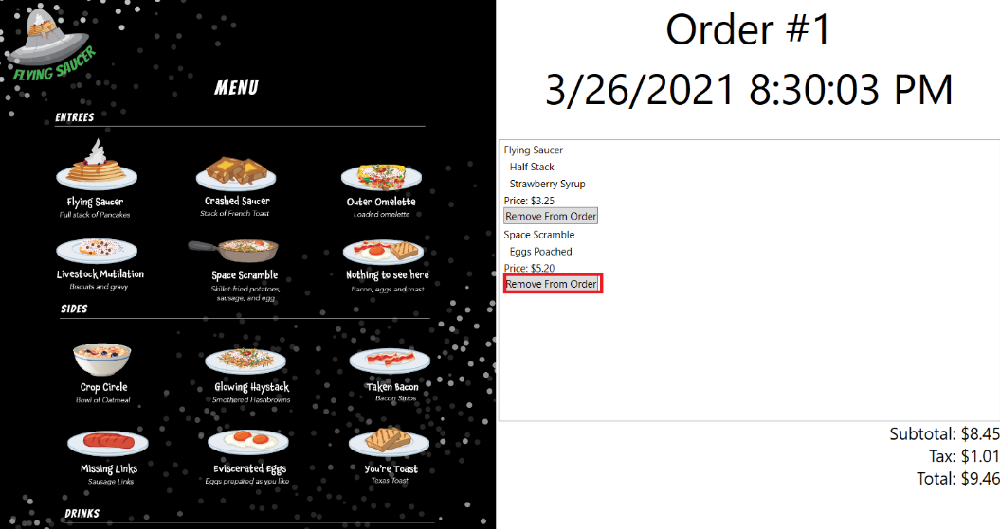 FLYING SAUCER
MENU
ENTREES
Flying Saucer
Full stack of Pancakes
Crashed Saucer
Stack of French Toast
Outer Omelette
Loaded omelette
Livestock Mutilation
Biscuits and gravy
Space Scramble
Skillet fried potatoes,
sausage, and egg
Nothing to see here
Bacon, eggs and toast
SIDES
Crop Circle
Bowl of Oatmeal
Glowing Haystack
Smothered Hashbrowns
Taken Bacon
Bacon Strips
Missing Links
Sausage Links
Eviscerated Eggs
Eggs prepared as you like
You're Toast
Texas Toast
DRINKS
Order #1
3/26/2021 8:30:03 PM
Flying Saucer
Half Stack
Strawberry Syrup
Price: $3.25
Remove From Order
Space Scramble
Eggs Poached
Price: $5.20
Remove From Order
Subtotal: $8.45
Tax: $1.01
Total: $9.46